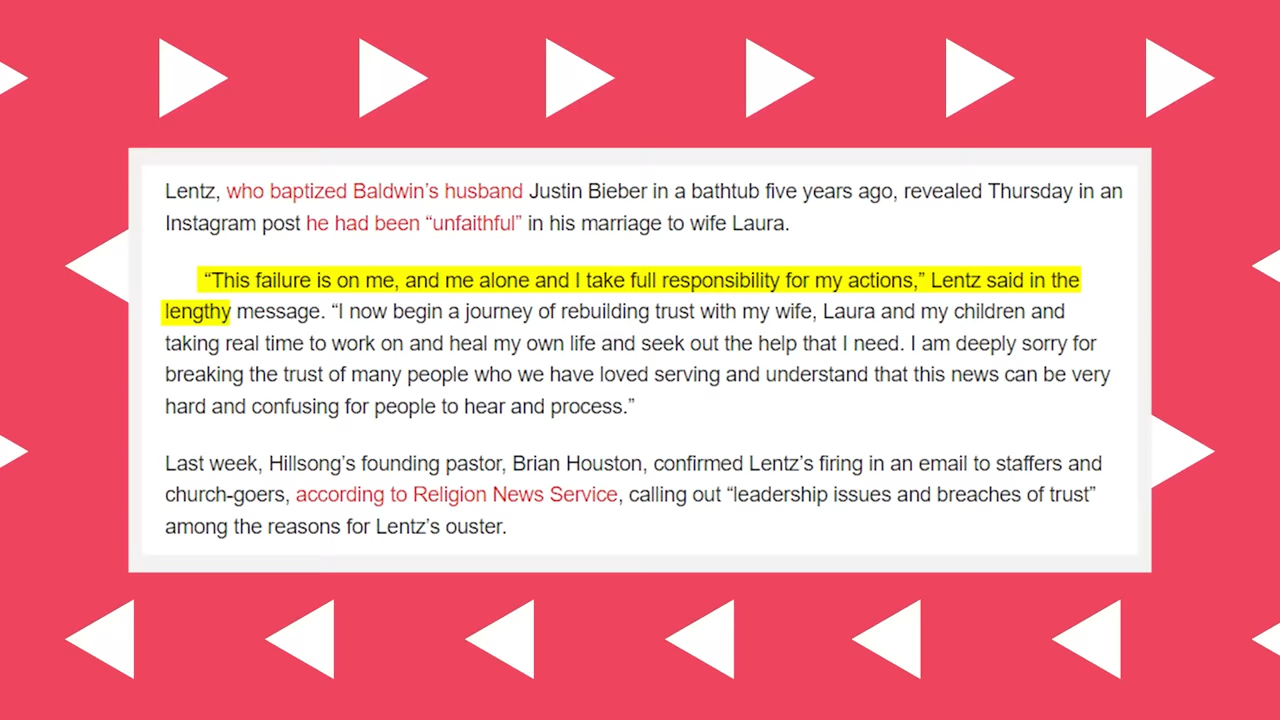 Lentz, who baptized Baldwin’s husband Justin Bieber in a bathtub five years ago, revealed Thursday in an
Instagram post he had been “unfaithful” in his marriage to wife Laura.
“This failure is on me, and me alone and I take full responsibility for my actions,” Lentz said in the
lengthy message. “I now begin a journey of rebuilding trust with my wife, Laura and my children and
taking real time to work on and heal my own life and seek out the help that I need. I am deeply sorry for
breaking the trust of many people who we have loved serving and understand that this news can be very
hard and confusing for people to hear and process.”
Last week, Hillsong’s founding pastor, Brian Houston, confirmed Lentz’s firing in an email to staffers and
church-goers, according to Religion News Service, calling out “leadership issues and breaches of trust”
among the reasons for Lentz’s ouster.